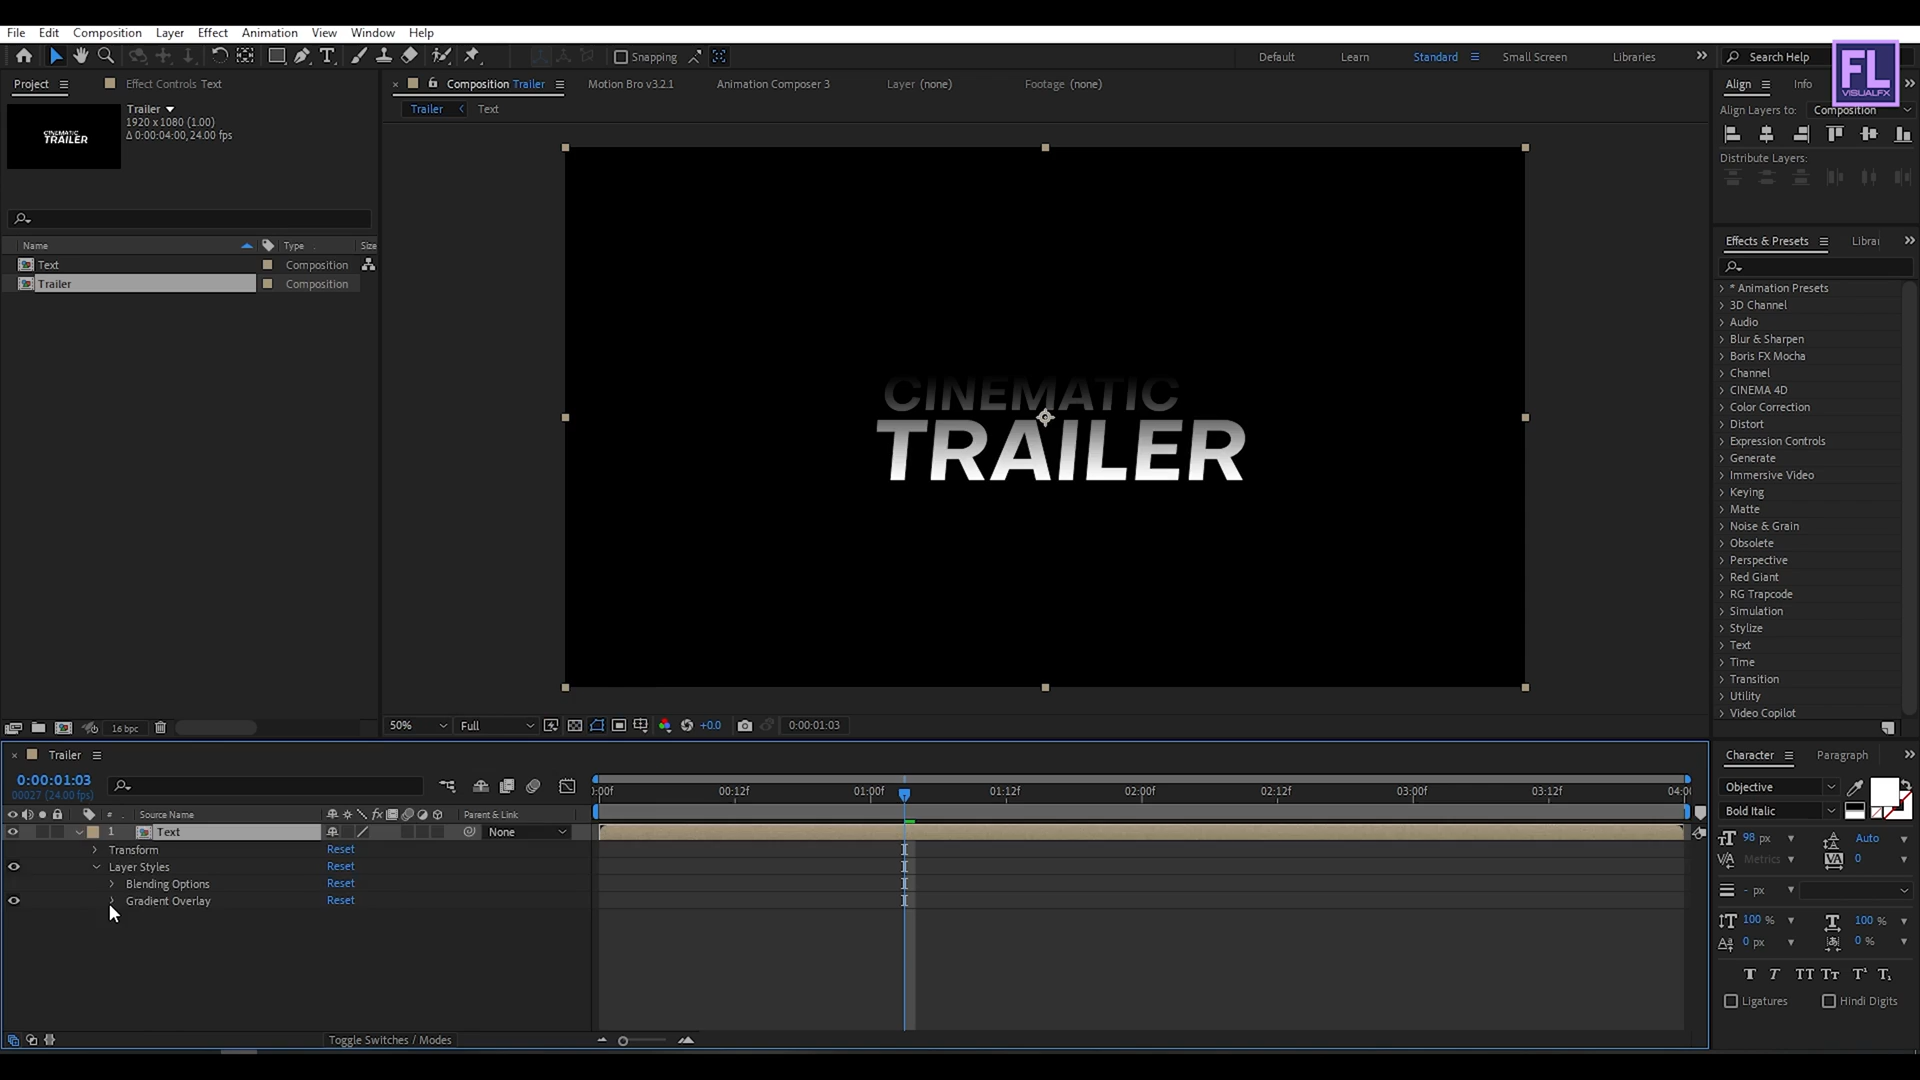 File Edit Composition Layer Effect Animation View Window Help
Snapping
Default Learn Standard Small Screen Libraries
Search Help
FL
VISUALFX
Project
Effect Controls Text
Composition Trailer
Motion Bro v3.2.1
Animation Composer 3
Layer (none)
Footage (none)
Align Info
Trailer
1920 x 1080 (1.00)
Δ 0:00:04:00, 24.00 fps
CINEMATIC
TRAILER
Trailer Text
Align Layers to: Composition
Distribute Layers:
Name Type Size
Text Composition
Trailer Composition
CINEMATIC
TRAILER
Effects & Presets
* Animation Presets
3D Channel
Audio
Blur & Sharpen
Boris FX Mocha
Channel
CINEMA 4D
Color Correction
Distort
Expression Controls
Generate
Immersive Video
Keying
Matte
Noise & Grain
Obsolete
Perspective
Red Giant
RG Trapcode
Simulation
Stylize
Text
Time
Transition
Utility
Video Copilot
16 bpc
50% Full +0.0 0:00:01:03
Trailer
0:00:01:03
00027 (24.00 fps)
00:12f 01:00f 01:12f 02:00f 02:12f 03:00f 03:12f
# Source Name fx Parent & Link
1 Text None
Transform Reset
Layer Styles Reset
Blending Options Reset
Gradient Overlay Reset
Toggle Switches / Modes
Character Paragraph
Objective
Bold Italic
98 px Auto
Metrics 0
- px
100 % 100 %
0 px 0 %
T T TT Tt T¹ T₁
Ligatures Hindi Digits